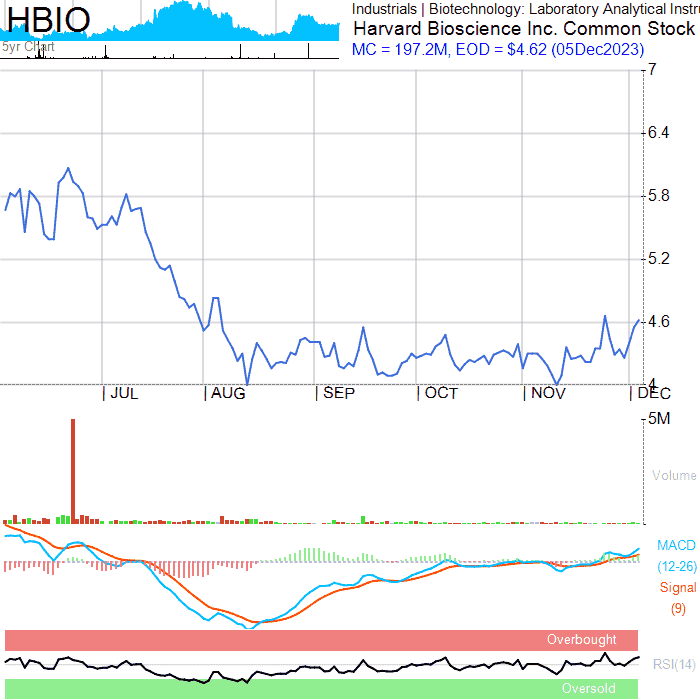 HBIO
5yr Chart
Industrials | Biotechnology: Laboratory Analytical Instru
Harvard Bioscience Inc. Common Stock
MC = 197.2M, EOD = $4.62 (05Dec2023)
7
6.4
5.8
5.2
4.6
4
| JUL | AUG | SEP | OCT | NOV | DEC
5M
Volume
MACD
(12-26)
Signal
(9)
Overbought
RSI(14)
Oversold